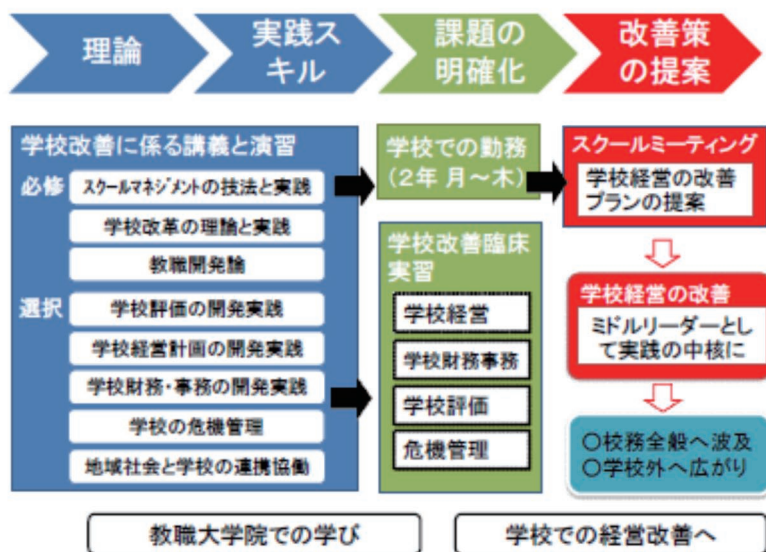 理論
実践ス
キル
課題の
明確化
改善策
の提案
学校改善に係る講義と演習
必修
スクールマネジメントの技法と実践
学校改革の理論と実践
教職開発論
選択
学校評価の開発実践
学校経営計画の開発実践
学校財務・事務の開発実践
学校の危機管理
地域社会と学校の連携協働
学校での勤務
(2年 月~木)
学校改善臨床
実習
学校経営
学校財務事務
学校評価
危機管理
スクールミーティング
学校経営の改善
プランの提案
学校経営の改善
ミドルリーダーとし
て実践の中核に
○校務全般へ波及
○学校外へ広がり
教職大学院での学び
学校での経営改善へ